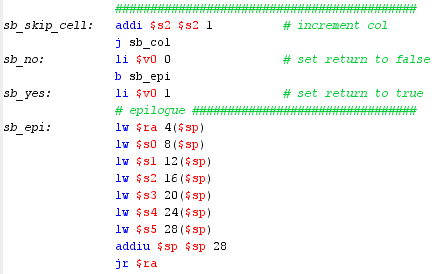 ###########################################
sb_skip_cell: addi $s2 $s2 1 # increment col
j sb_col
sb_no: li $v0 0 # set return to false
b sb_epi
sb_yes: li $v0 1 # set return to true
# epilogue ################################
sb_epi: lw $ra 4($sp)
lw $s0 8($sp)
lw $s1 12($sp)
lw $s2 16($sp)
lw $s3 20($sp)
lw $s4 24($sp)
lw $s5 28($sp)
addiu $sp $sp 28
jr $ra